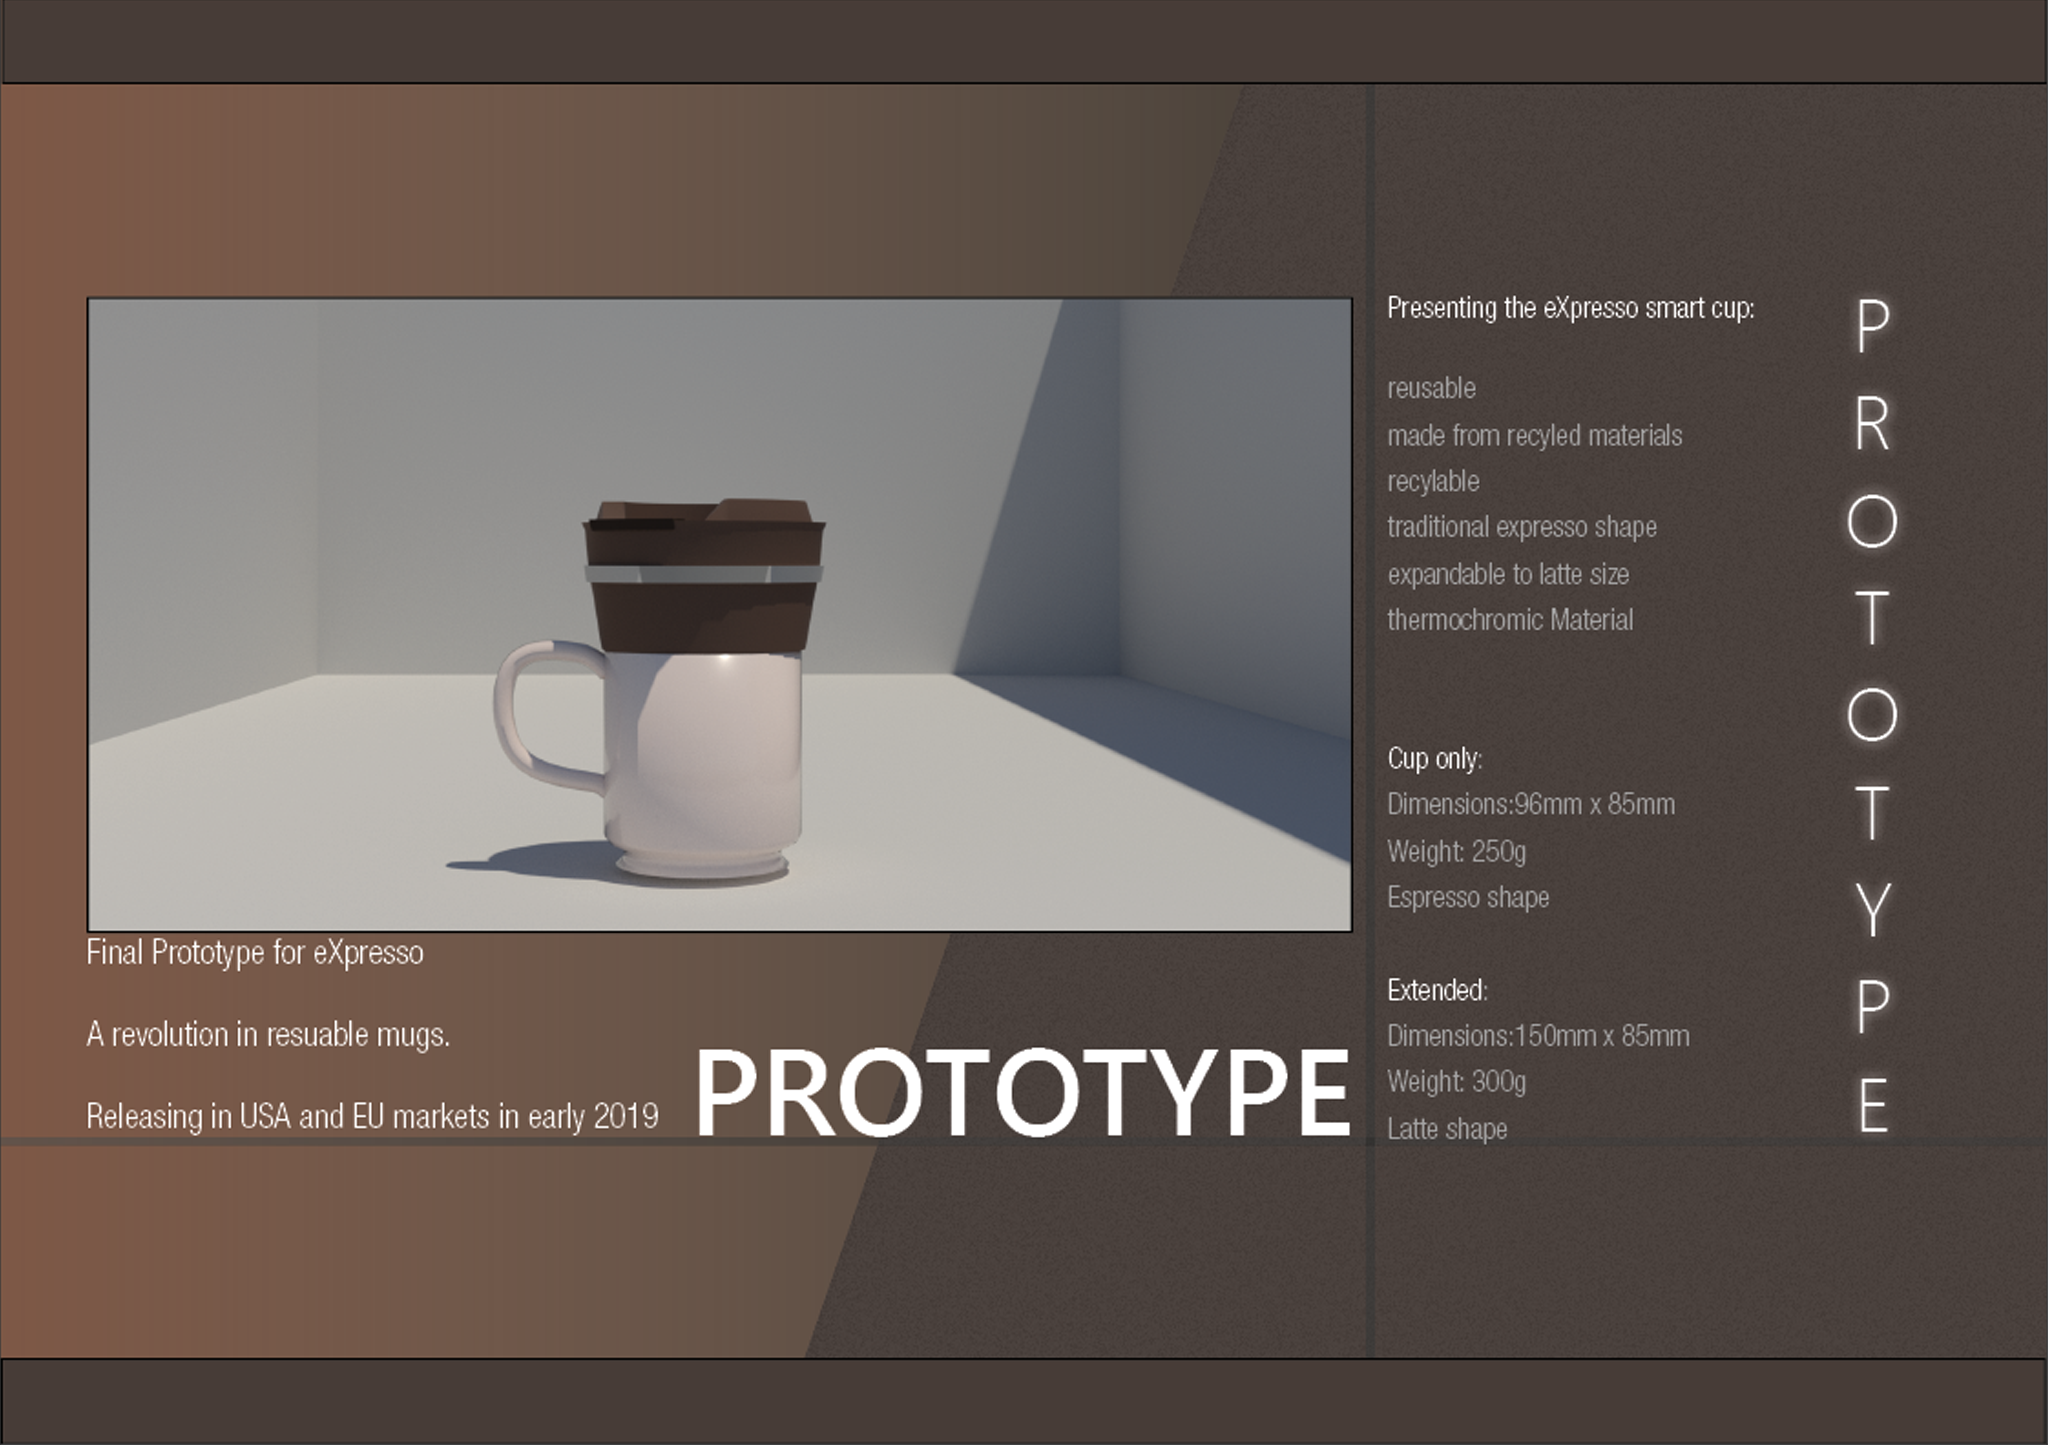 Presenting the eXpresso smart cup:
reusable
made from recyled materials
recylable
traditional expresso shape
expandable to latte size
thermochromic Material
Cup only:
Dimensions:96mm x 85mm
Weight: 250g
Espresso shape
Extended:
Dimensions:150mm x 85mm
Weight: 300g
Latte shape
PROTOTYPE
Final Prototype for eXpresso
A revolution in resuable mugs.
Releasing in USA and EU markets in early 2019
PROTOTYPE